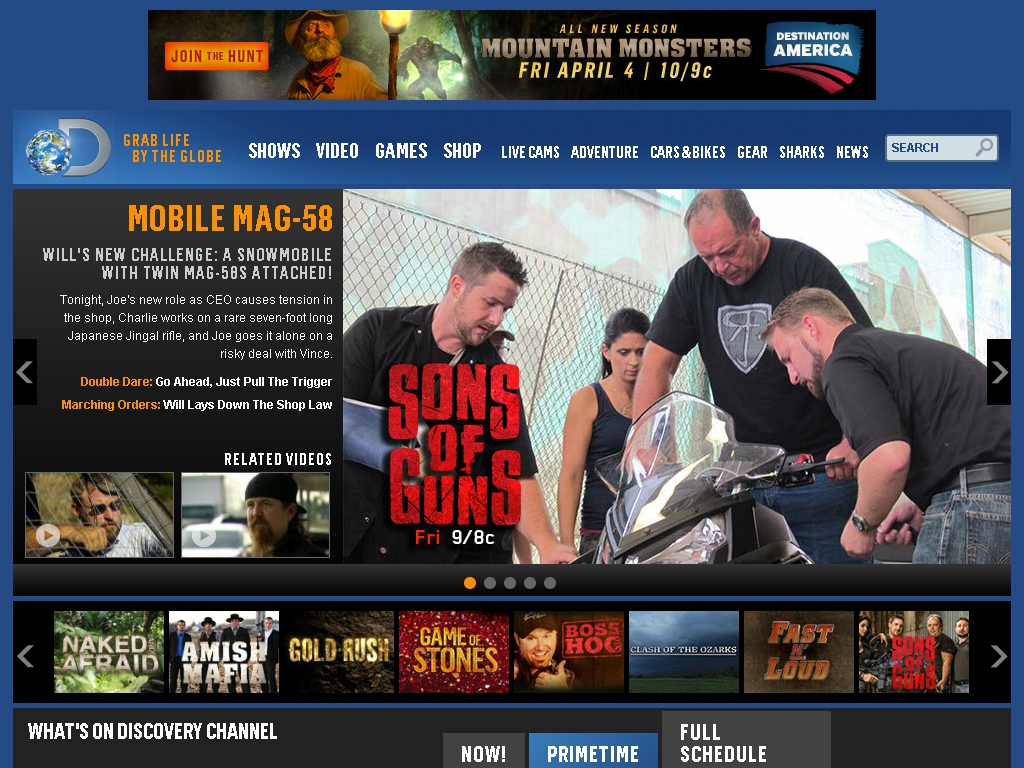 JOIN THE HUNT
ALL NEW SEASON
MOUNTAIN MONSTERS
FRI APRIL 4 | 10/9c
DESTINATION
AMERICA
D
GRAB LIFE
BY THE GLOBE
SHOWS VIDEO GAMES SHOP LIVE CAMS ADVENTURE CARS & BIKES GEAR SHARKS NEWS
SEARCH
MOBILE MAG-58
WILL'S NEW CHALLENGE: A SNOWMOBILE
WITH TWIN MAG-58S ATTACHED!
Tonight, Joe's new role as CEO causes tension in
the shop, Charlie works on a rare seven-foot long
Japanese Jingal rifle, and Joe goes it alone on a
risky deal with Vince.
Double Dare: Go Ahead, Just Pull The Trigger
Marching Orders: Will Lays Down The Shop Law
RELATED VIDEOS
SONS
OF
GUNS
Fri 9/8c
NAKED AND
AFRAID
AMISH
MAFIA
GOLD RUSH
GAME OF
STONES
BOSS
HOG
CLASH OF THE OZARKS
FAST
N'
LOUD
SONS
OF
GUNS
WHAT'S ON DISCOVERY CHANNEL
NOW!
PRIMETIME
FULL
SCHEDULE